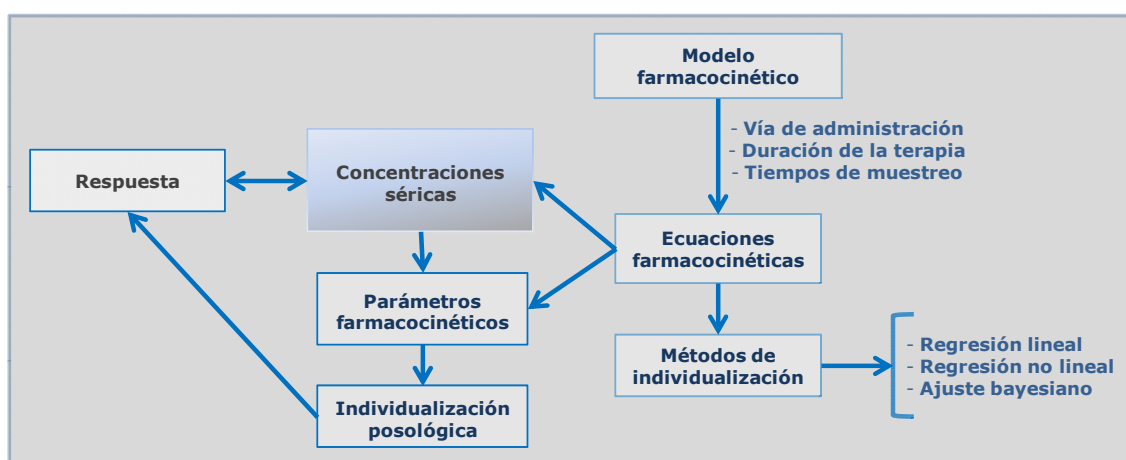 Modelo
farmacocinético
- Vía de administración
- Duración de la terapia
- Tiempos de muestreo
Respuesta
Concentraciones
séricas
Ecuaciones
farmacocinéticas
Parámetros
farmacocinéticos
Métodos de
individualización
- Regresión lineal
- Regresión no lineal
- Ajuste bayesiano
Individualización
posológica